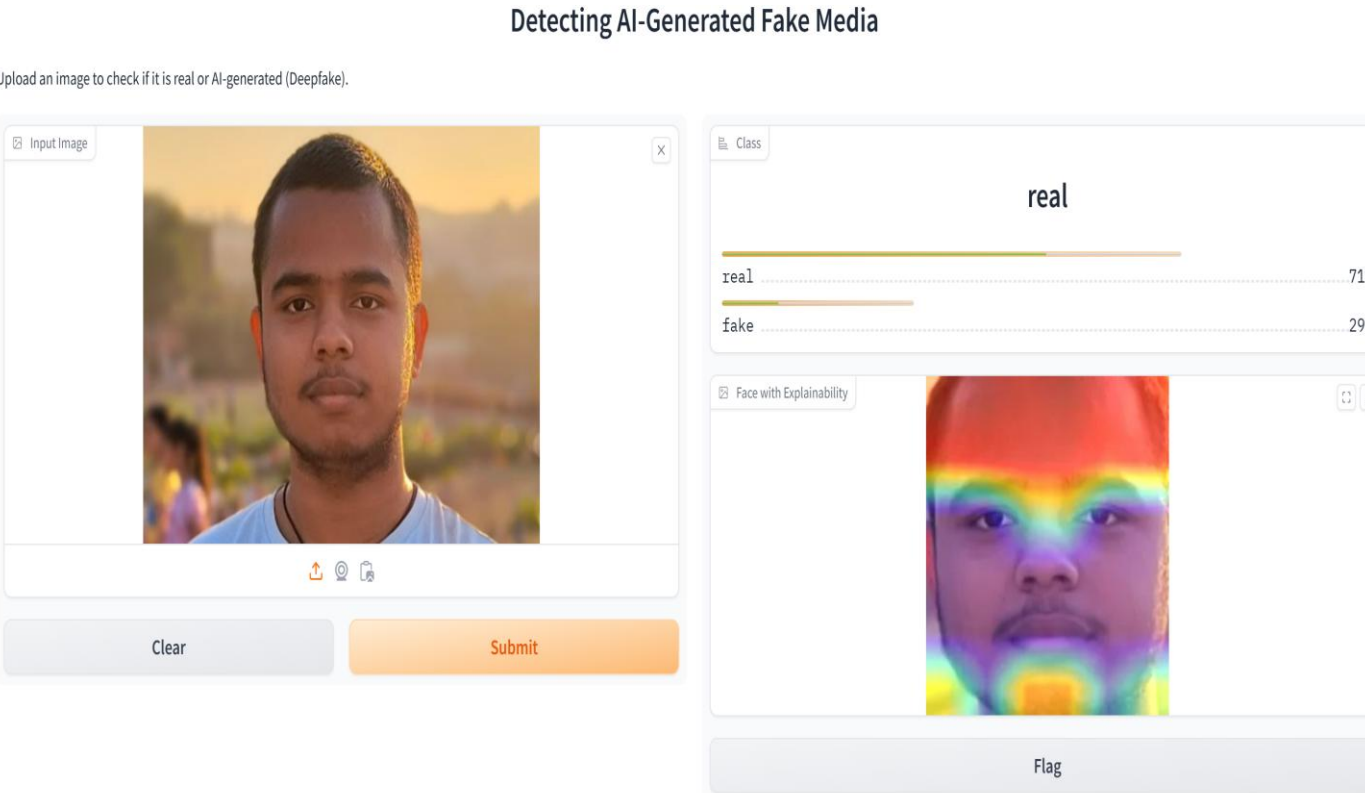 Detecting AI-Generated Fake Media
Upload an image to check if it is real or AI-generated (Deepfake).
Input Image
X
Clear
Submit
Class
real
real 71
fake 29
Face with Explainability
Flag